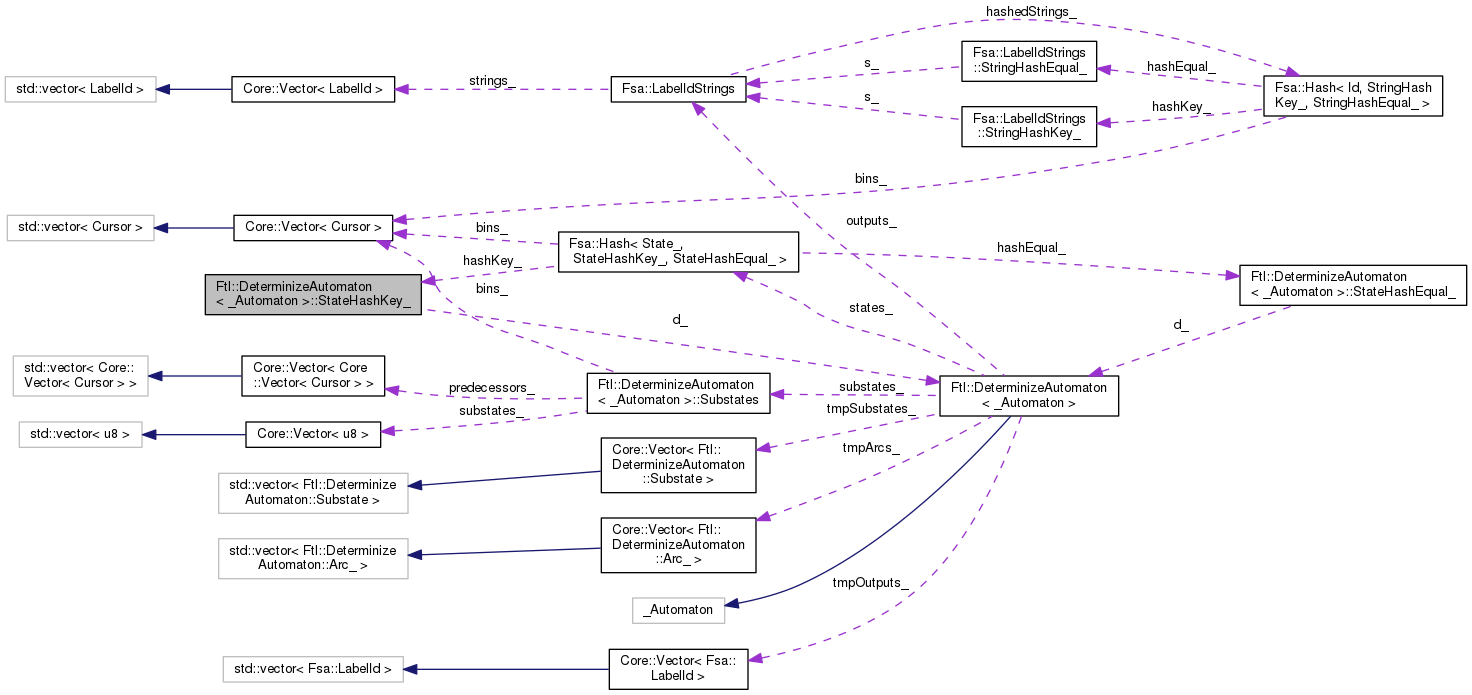 hashedStrings_
Fsa::LabelIdStrings
::StringHashEqual_
s_
hashEqual_
std::vector< LabelId >
Core::Vector< LabelId >
strings_
Fsa::LabelIdStrings
Fsa::Hash< Id, StringHash
Key_, StringHashEqual_ >
s_
hashKey_
Fsa::LabelIdStrings
::StringHashKey_
bins_
std::vector< Cursor >
Core::Vector< Cursor >
bins_
outputs_
Fsa::Hash< State_,
StateHashKey_, StateHashEqual_ >
hashEqual_
hashKey_
Ftl::DeterminizeAutomaton
< _Automaton >::StateHashKey_
bins_
Ftl::DeterminizeAutomaton
< _Automaton >::StateHashEqual_
states_
d_
d_
std::vector< Core::
Vector< Cursor > >
Core::Vector< Core
::Vector< Cursor > >
predecessors_
Ftl::DeterminizeAutomaton
< _Automaton >::Substates
substates_
Ftl::DeterminizeAutomaton
< _Automaton >
substates_
tmpSubstates_
std::vector< u8 >
Core::Vector< u8 >
Core::Vector< Ftl::
DeterminizeAutomaton
::Substate >
tmpArcs_
std::vector< Ftl::Determinize
Automaton::Substate >
Core::Vector< Ftl::
DeterminizeAutomaton
::Arc_ >
std::vector< Ftl::Determinize
Automaton::Arc_ >
tmpOutputs_
_Automaton
std::vector< Fsa::LabelId >
Core::Vector< Fsa::
LabelId >